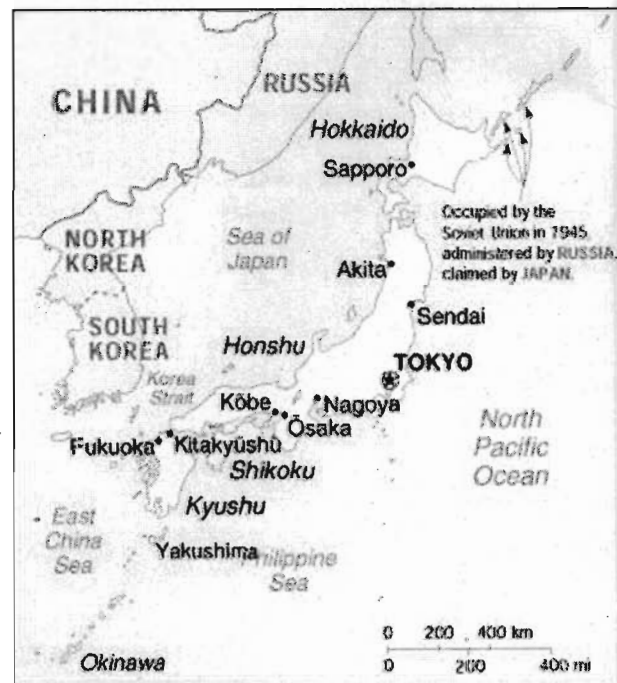 RUSSIA
CHINA
Hokkaido
Sapporo
Occupied by the
Soviet Union in 1945,
administered by RUSSIA,
claimed by JAPAN.
NORTH
KOREA
Sea of
Japan
Akita
Sendai
SOUTH
KOREA
Honshu
TOKYO
Korea
Strait
Kōbe
Nagoya
Ōsaka
North
Pacific
Ocean
Fukuoka
Kitakyūshū
Shikoku
Kyushu
East
China
Sea
Yakushima
Philippine
Sea
0 200 400 km
0 200 400 mi
Okinawa